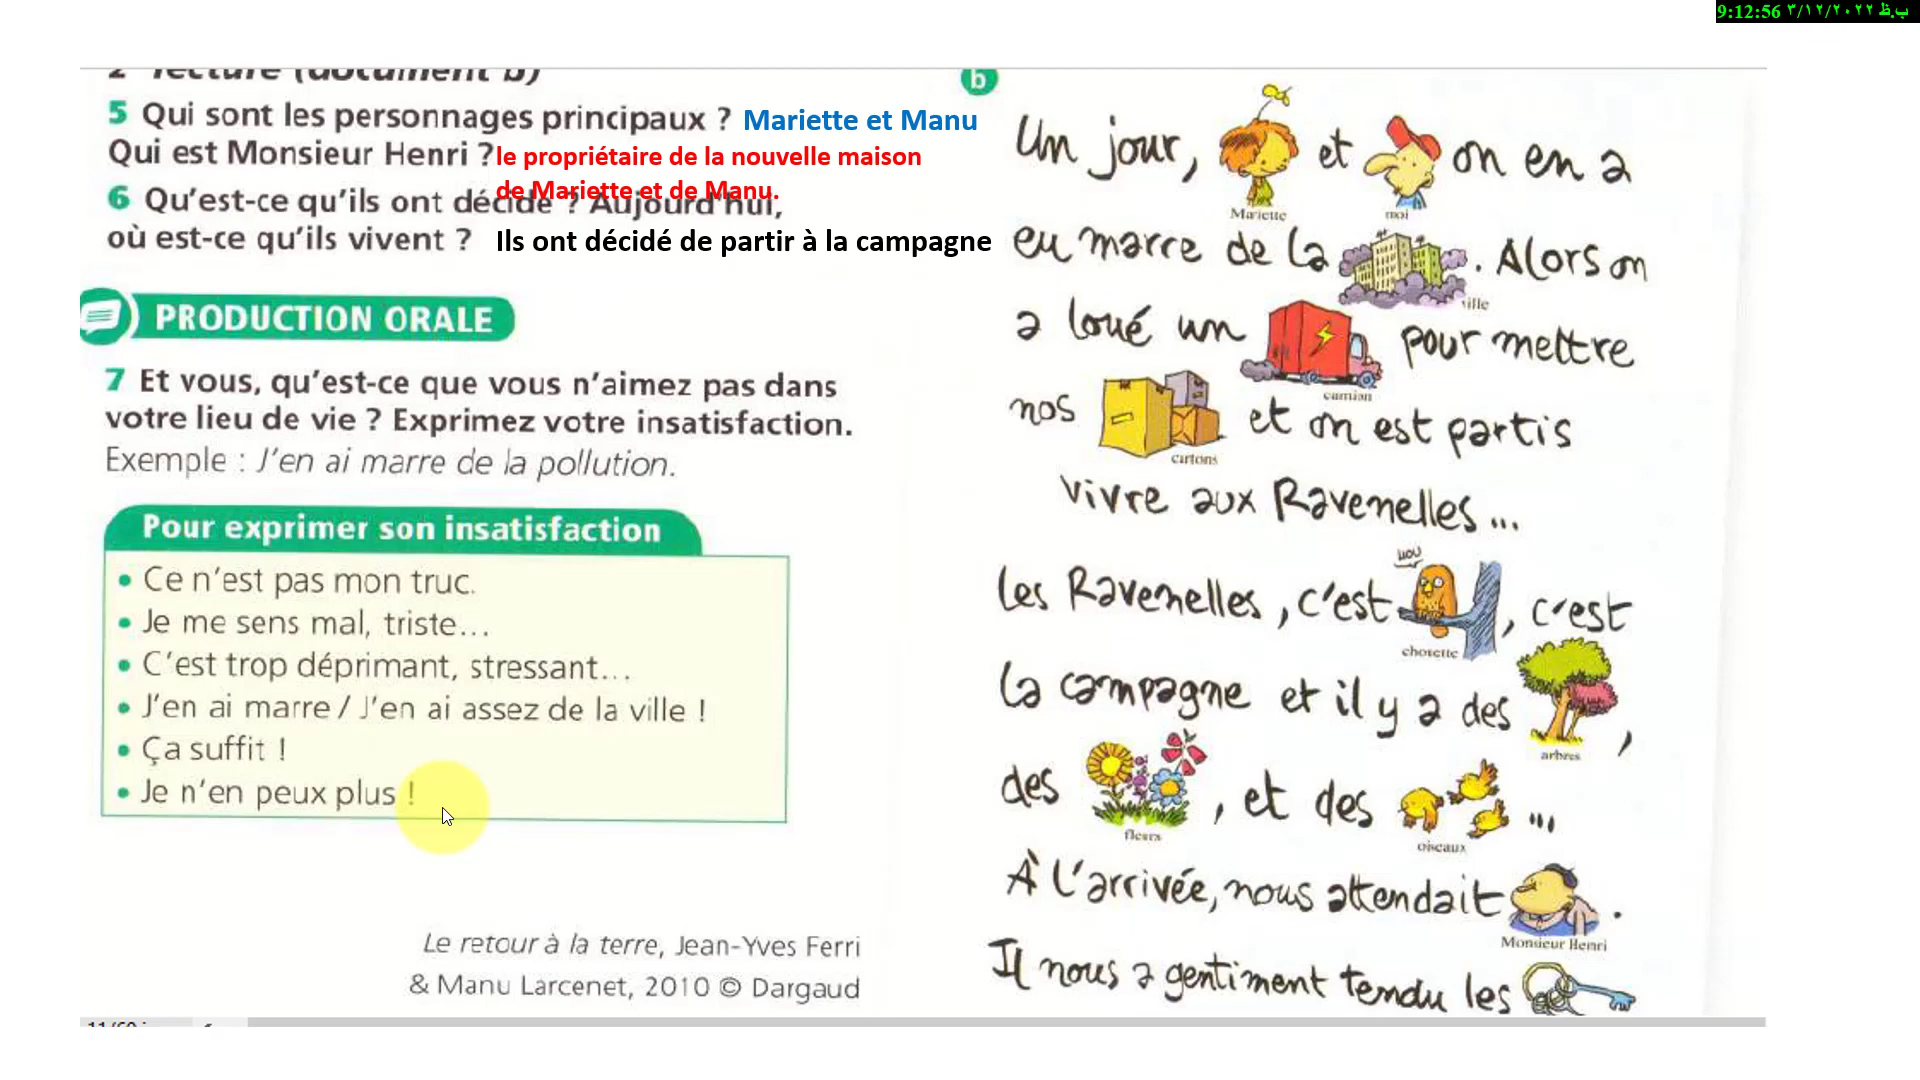 9:12:56 ۳/۱۲/۲۰۲۲ ب.ظ
2 lecture (document b)
5 Qui sont les personnages principaux ? Mariette et Manu
Qui est Monsieur Henri ? le propriétaire de la nouvelle maison
de Mariette et de Manu.
6 Qu'est-ce qu'ils ont décidé ? Aujourd'hui,
où est-ce qu'ils vivent ? Ils ont décidé de partir à la campagne
PRODUCTION ORALE
7 Et vous, qu'est-ce que vous n'aimez pas dans
votre lieu de vie ? Exprimez votre insatisfaction.
Exemple : J'en ai marre de la pollution.
Pour exprimer son insatisfaction
• Ce n'est pas mon truc.
• Je me sens mal, triste...
• C'est trop déprimant, stressant...
• J'en ai marre / J'en ai assez de la ville !
• Ça suffit !
• Je n'en peux plus !
Le retour à la terre, Jean-Yves Ferri
& Manu Larcenet, 2010 © Dargaud
b
Un jour, et on en a
Mariette moi
eu marre de la . Alors on
ville
a loué un pour mettre
camion
nos et on est partis
cartons
vivre aux Ravenelles...
HOU
Les Ravenelles, c'est , c'est
chouette
la campagne et il y a des ,
arbres
des , et des ...
fleurs oiseaux
À l'arrivée, nous attendait .
Monsieur Henri
Il nous a gentiment tendu les